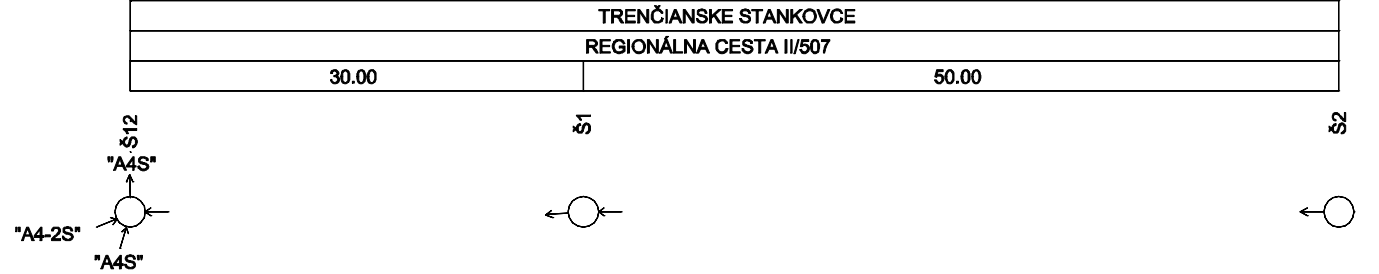 TRENČIANSKE STANKOVCE
REGIONÁLNA CESTA II/507
30.00 50.00
Š12 Š1 Š2
"A4S"
"A4-2S"
"A4S"